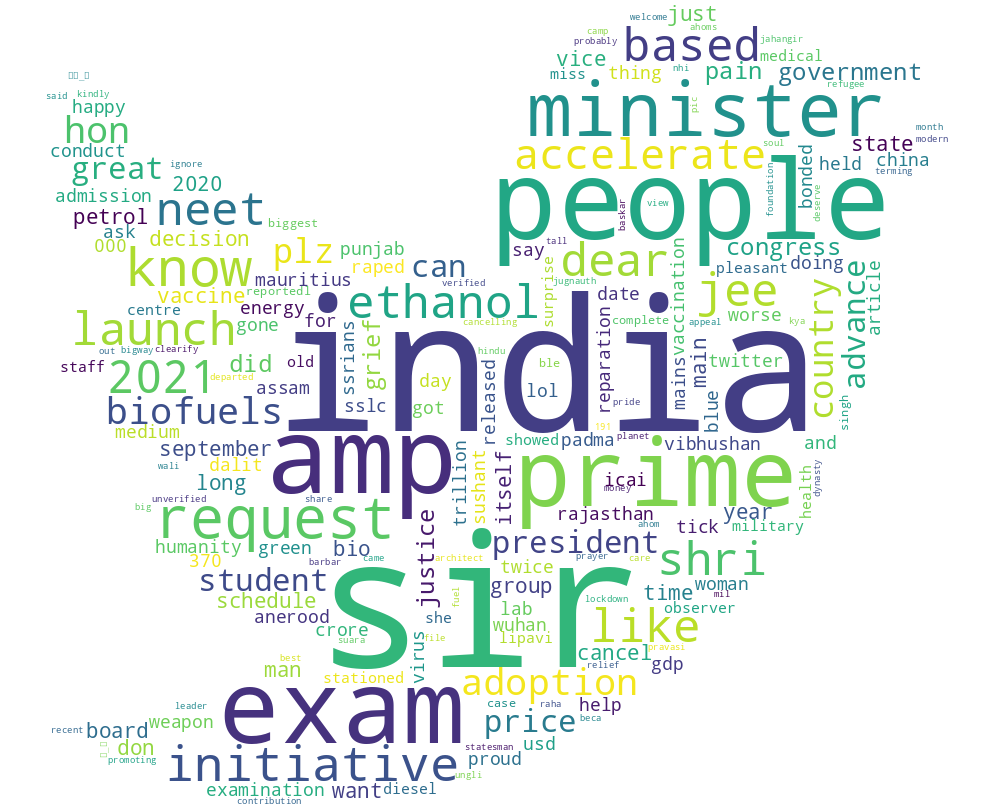 welcome
just
ahoms
camp
probably
based
jahangir
said
kindly
happy
vice
miss
thing
nhi
pain
medical
government
refugee
pic
hon
minister
month
modern
conduct
great
ignore
2020
accelerate
soul
state
held
china
terming
admission
petrol
ask
neet
biggest
people
view
baskar
foundation
bonded
deserve
000
decision
plz
punjab
raped
can
say
tall
dear
congress
pleasant
doing
know
mauritius
verified
jugnauth
vaccine
reportedl
energy
ethanol
surprise
date
vaccination
jee
worse
country
advance
article
centre
launch
gone
for
cancelling
complete
appeal
kya
out
bigway
clearify
ssrians
grief
india
hindu
reparation
main
twitter
staff
2021
did
old
departed
assam
day
ble
lol
mains
blue
biofuels
sslc
got
released
pride
singh
medium
september
amp
191
planet
showed
padma
vibhushan
and
wali
dalit
long
trillion
sushant
itself
prime
icai
money
health
dynasty
unverified
share
rajasthan
year
big
request
justice
ahom
tick
military
humanity
green
bio
came
president
prayer
care
shri
370
barbar
architect
twice
student
fuel
group
time
woman
schedule
sir
lab
lockdown
observer
anerood
she
wuhan
like
crore
suara
file
lipavi
pravasi
virus
cancel
gdp
best
man
stationed
relief
adoption
case
raha
help
leader
exam
price
beca
recent
board
weapon
don
statesman
usd
promoting
initiative
proud
ungli
examination
want
diesel
contribution